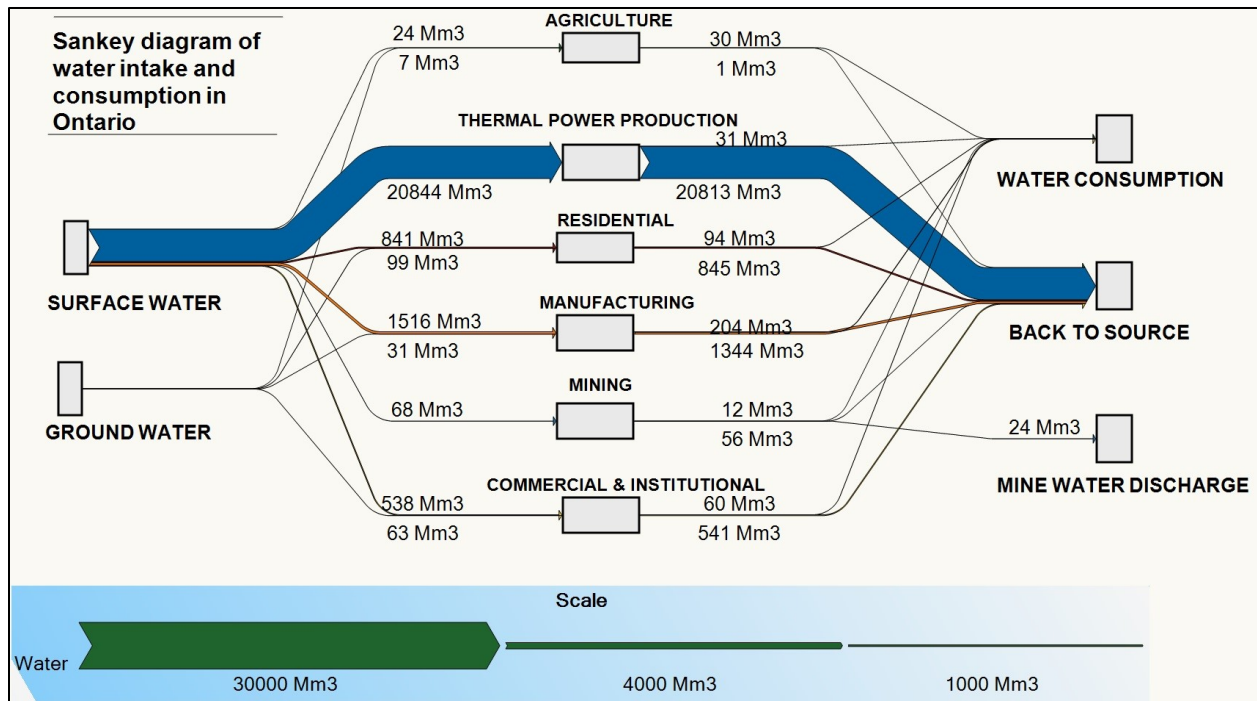 Sankey diagram of
water intake and
consumption in
Ontario
AGRICULTURE
24 Mm3
7 Mm3
30 Mm3
1 Mm3
THERMAL POWER PRODUCTION
20844 Mm3
31 Mm3
20813 Mm3
RESIDENTIAL
841 Mm3
99 Mm3
94 Mm3
845 Mm3
MANUFACTURING
1516 Mm3
31 Mm3
204 Mm3
1344 Mm3
MINING
68 Mm3
12 Mm3
56 Mm3
COMMERCIAL & INSTITUTIONAL
538 Mm3
63 Mm3
60 Mm3
541 Mm3
SURFACE WATER
GROUND WATER
WATER CONSUMPTION
BACK TO SOURCE
24 Mm3
MINE WATER DISCHARGE
Scale
Water
30000 Mm3
4000 Mm3
1000 Mm3